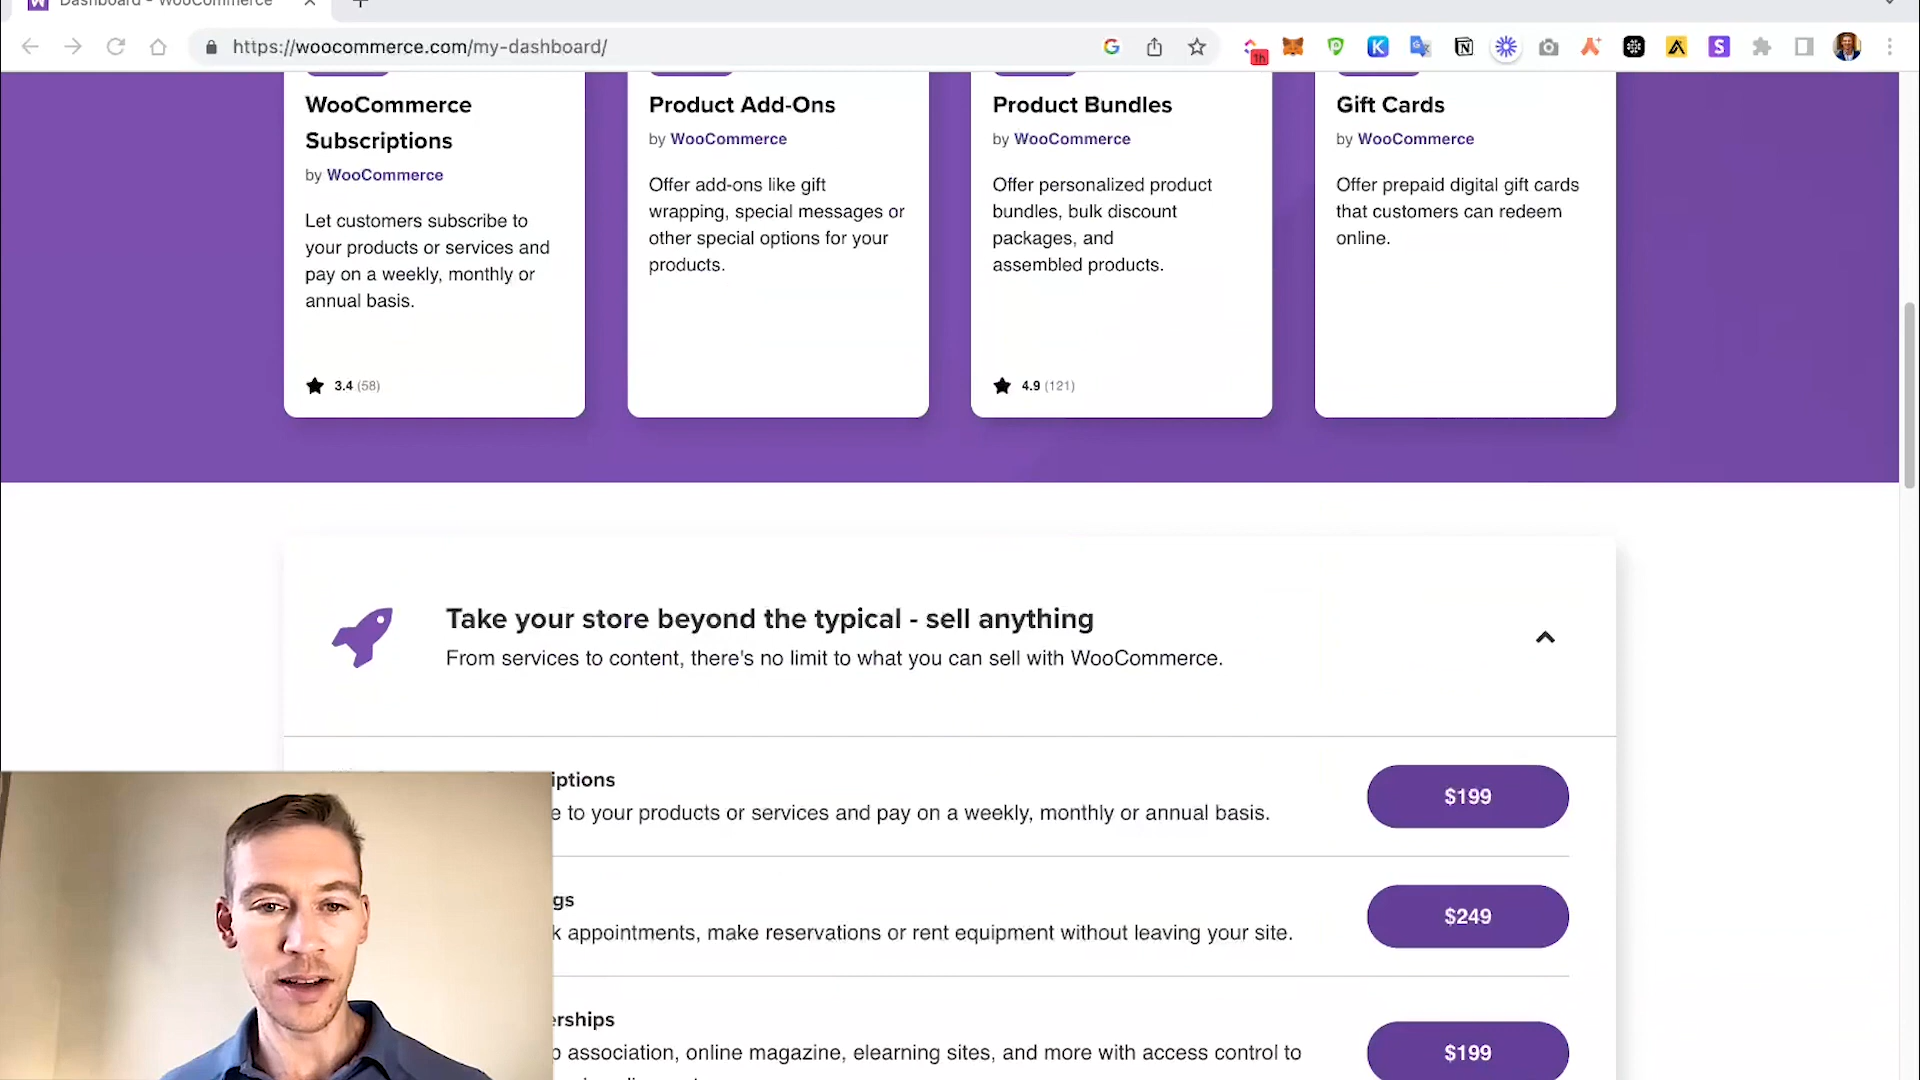 Dashboard - WooCommerce
https://woocommerce.com/my-dashboard/
1h
WooCommerce
Subscriptions
by WooCommerce
Let customers subscribe to
your products or services and
pay on a weekly, monthly or
annual basis.
3.4 (58)
Product Add-Ons
by WooCommerce
Offer add-ons like gift
wrapping, special messages or
other special options for your
products.
Product Bundles
by WooCommerce
Offer personalized product
bundles, bulk discount
packages, and
assembled products.
4.9 (121)
Gift Cards
by WooCommerce
Offer prepaid digital gift cards
that customers can redeem
online.
Take your store beyond the typical - sell anything
From services to content, there's no limit to what you can sell with WooCommerce.
iptions
e to your products or services and pay on a weekly, monthly or annual basis.
$199
gs
k appointments, make reservations or rent equipment without leaving your site.
$249
erships
association, online magazine, elearning sites, and more with access control to
$199